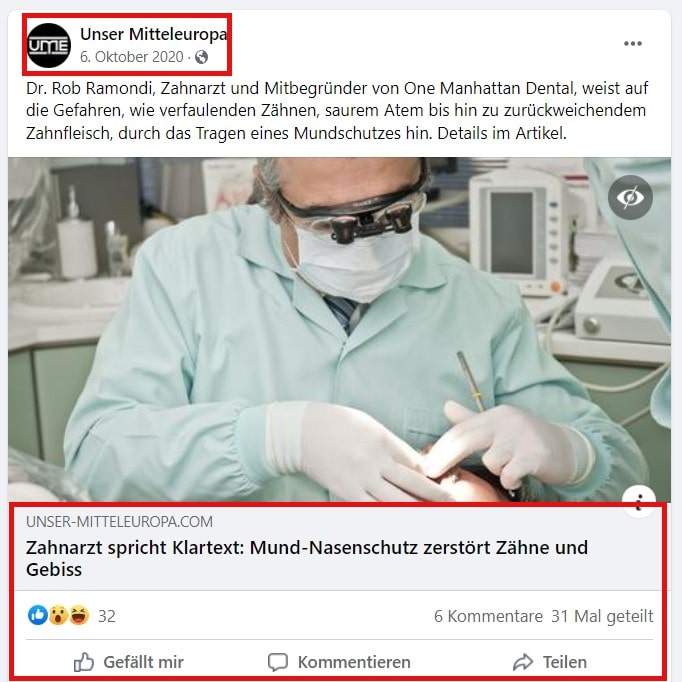 UME
Unser Mitteleuropa
6. Oktober 2020 ·
Dr. Rob Ramondi, Zahnarzt und Mitbegründer von One Manhattan Dental, weist auf
die Gefahren, wie verfaulenden Zähnen, saurem Atem bis hin zu zurückweichendem
Zahnfleisch, durch das Tragen eines Mundschutzes hin. Details im Artikel.
UNSER-MITTELEUROPA.COM
Zahnarzt spricht Klartext: Mund-Nasenschutz zerstört Zähne und
Gebiss
32
6 Kommentare 31 Mal geteilt
Gefällt mir
Kommentieren
Teilen